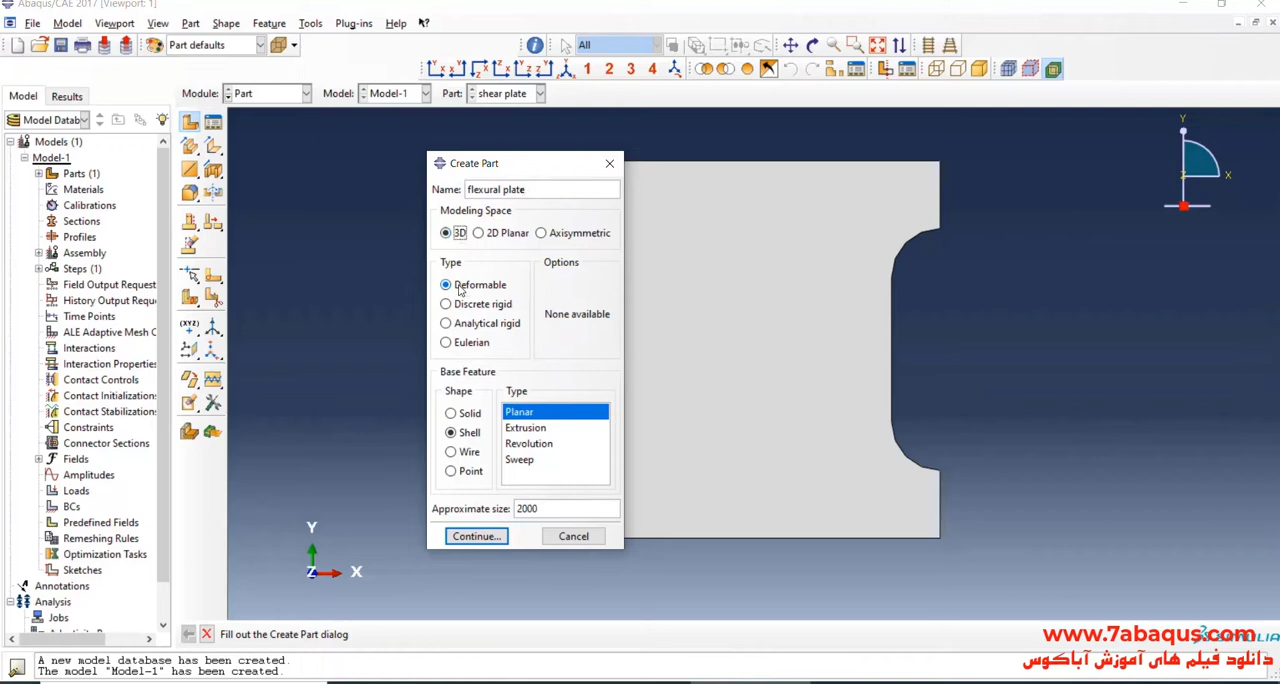 Abaqus/CAE 2017 [Viewport: 1]
File Model Viewport View Part Shape Feature Tools Plug-ins Help
Part defaults All
1 2 3 4
Model Results Module: Part Model: Model-1 Part: shear plate
Model Datab
Models (1)
Model-1
Parts (1)
Materials
Calibrations
Sections
Profiles
Assembly
Steps (1)
Field Output Request
History Output Reque
Time Points
ALE Adaptive Mesh C
Interactions
Interaction Properties
Contact Controls
Contact Initializations
Contact Stabilizations
Constraints
Connector Sections
Fields
Amplitudes
Loads
BCs
Predefined Fields
Remeshing Rules
Optimization Tasks
Sketches
Annotations
Analysis
Jobs
(XYZ)
Create Part
Name: flexural plate
Modeling Space
3D 2D Planar Axisymmetric
Type Options
Deformable
Discrete rigid
Analytical rigid
Eulerian
None available
Base Feature
Shape Type
Solid
Shell
Wire
Point
Planar
Extrusion
Revolution
Sweep
Approximate size: 2000
Continue... Cancel
Y
X
Z
Y
X
Z
Fill out the Create Part dialog
www.7abaqus.com
دانلود فیلم های آموزش آباکوس
A new model database has been created.
The model "Model-1" has been created.